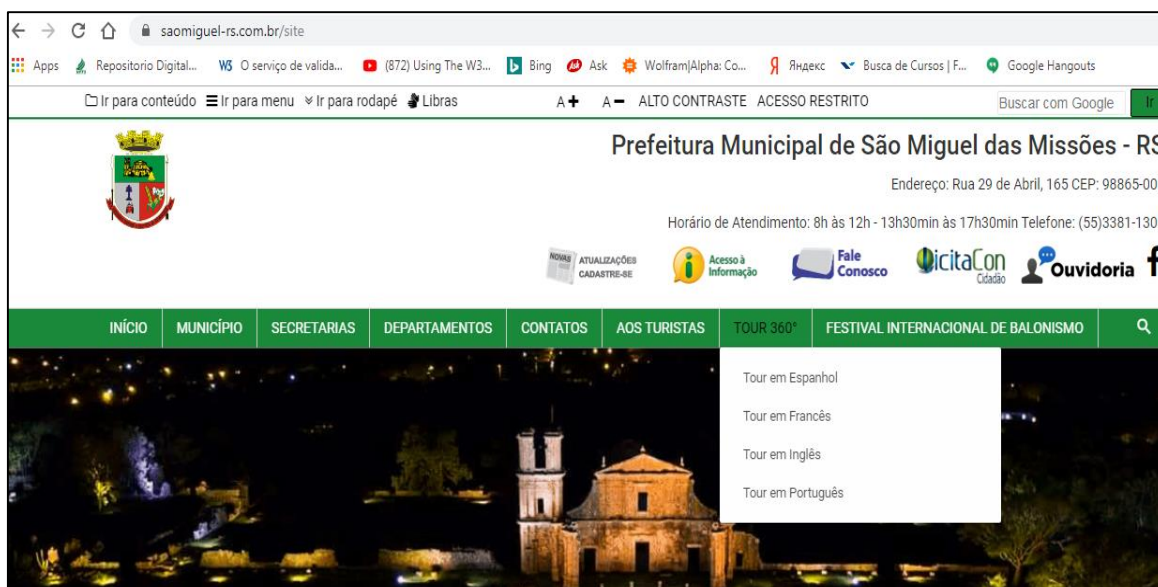 saomiguel-rs.com.br/site
Apps Repositorio Digital... W3 O serviço de valida... (872) Using The W3... Bing Ask Wolfram|Alpha: Co... Яндекс Busca de Cursos | F... Google Hangouts
Ir para conteúdo Ir para menu Ir para rodapé Libras A+ A- ALTO CONTRASTE ACESSO RESTRITO Buscar com Google Ir
Prefeitura Municipal de São Miguel das Missões - RS
Endereço: Rua 29 de Abril, 165 CEP: 98865-00
Horário de Atendimento: 8h às 12h - 13h30min às 17h30min Telefone: (55)3381-130
NOVAS ATUALIZAÇÕES
CADASTRE-SE
Acesso à
Informação
Fale
Conosco
LicitaCon
Cidadão
Ouvidoria f
INÍCIO MUNICÍPIO SECRETARIAS DEPARTAMENTOS CONTATOS AOS TURISTAS TOUR 360° FESTIVAL INTERNACIONAL DE BALONISMO
Tour em Espanhol
Tour em Francês
Tour em Inglês
Tour em Português